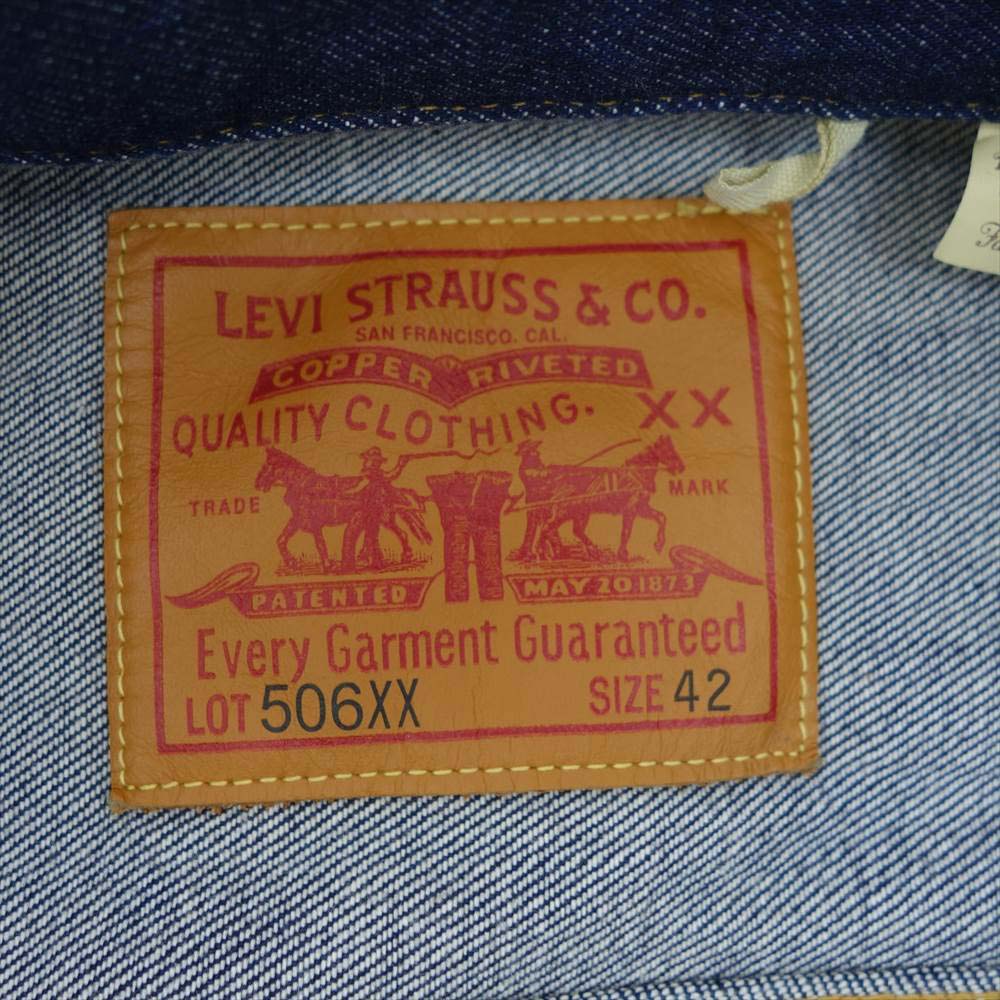 LEVI STRAUSS & CO.
SAN FRANCISCO. CAL.
COPPER RIVETED
QUALITY CLOTHING. XX
TRADE MARK
PATENTED MAY 20.1873
Every Garment Guaranteed
LOT 506XX SIZE 42